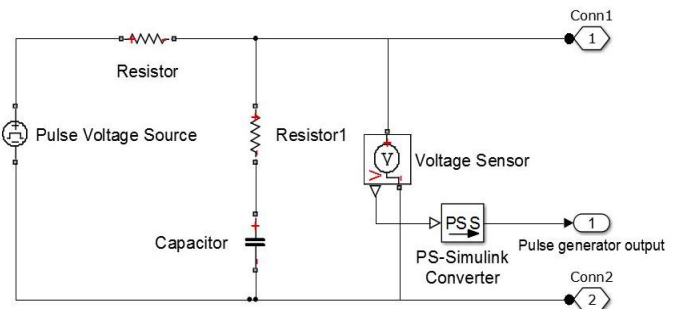 Conn1
1
Resistor
Pulse Voltage Source
Resistor1
V
Voltage Sensor
V
Capacitor
PS S
1
PS-Simulink
Converter
Pulse generator output
Conn2
2